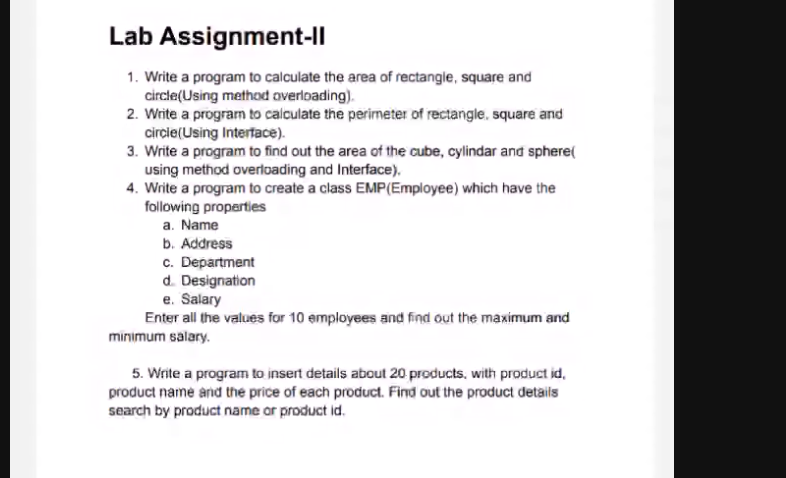 Lab Assignment-II
1. Write a program to calculate the area of rectangle, square and
circle(Using method overloading).
2. Write a program to calculate the perimeter of rectangle, square and
circle(Using Interface).
3. Write a program to find out the area of the cube, cylindar and sphere(
using method overloading and Interface).
4. Write a program to create a class EMP(Employee) which have the
following properties
a. Name
b. Address
c. Department
d. Designation
e. Salary
Enter all the values for 10 employees and find out the maximum and
minimum salary.
5. Write a program to insert details about 20 products, with product id,
product name and the price of each product. Find out the product details
search by product name or product id.